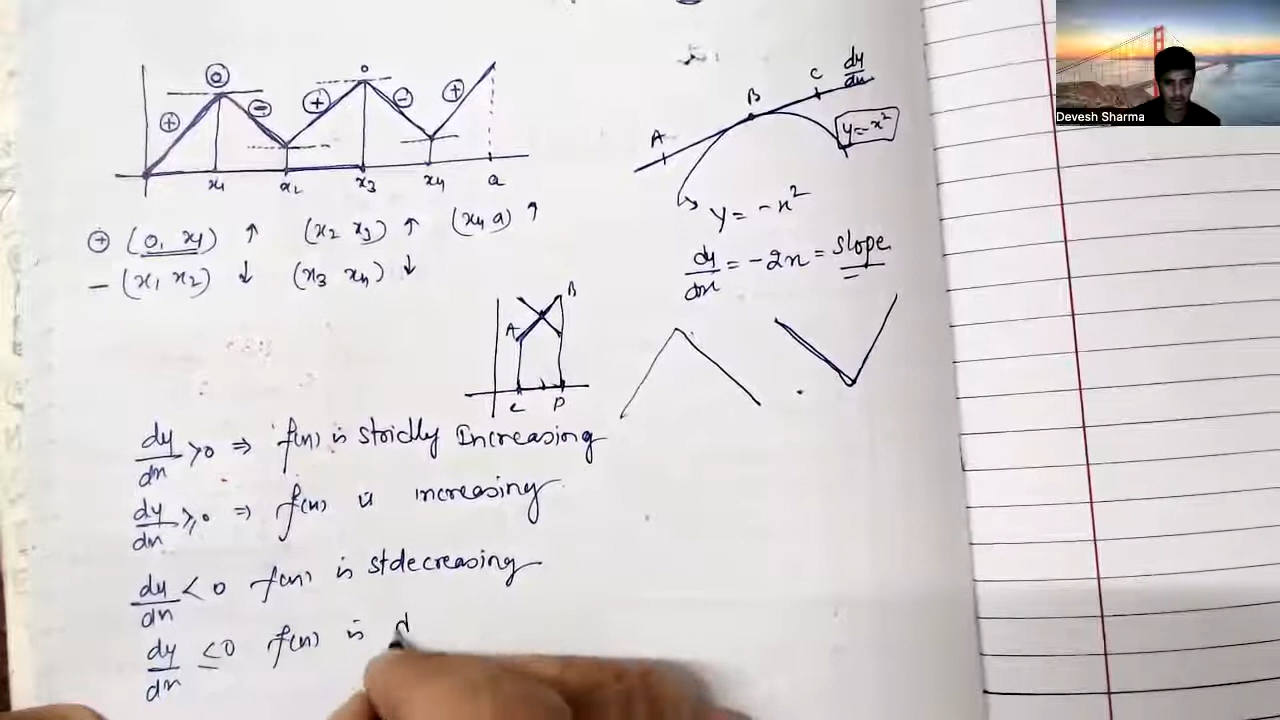 0 0
+ - + - +
x1 x2 x3 x4 a
+ (0, x1) ↑ (x2 x3) ↑ (x4 a) ↑
- (x1 x2) ↓ (x3 x4) ↓
A B C dy/dx
y=-x²
y = -x²
dy/dx = -2x = slope
A B
C D
dy/dx >0 ⇒ f(x) is strictly Increasing
dy/dx ≥0 ⇒ f(x) is increasing
dy/dx < 0 f(x) is stdecreasing
dy/dx ≤0 f(x) is d
Devesh Sharma